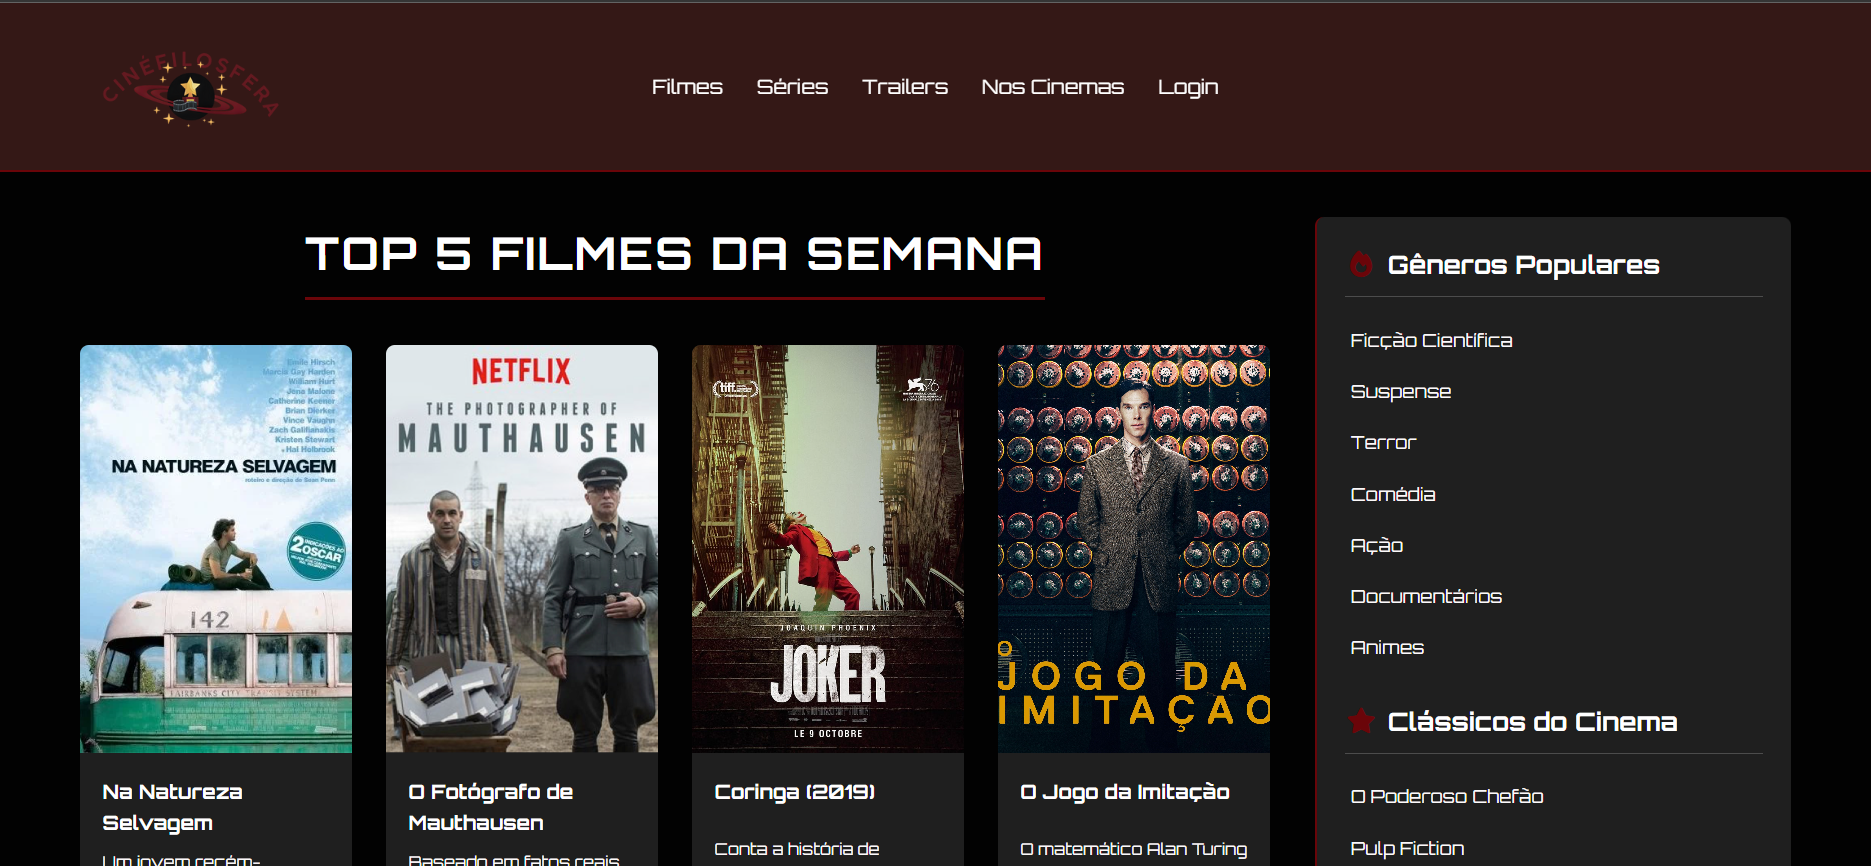 CINÉFILOSFERA
Filmes
Séries
Trailers
Nos Cinemas
Login
TOP 5 FILMES DA SEMANA
Emile Hirsch
Marcia Gay Harden
William Hurt
Jena Malone
Catherine Keener
Brian Dierker
Vince Vaughn
Zach Galifianakis
Kristen Stewart
e Hal Holbrook
NA NATUREZA SELVAGEM
roteiro e direção de Sean Penn
2 INDICAÇÕES AO
OSCAR
142
FAIRBANKS CITY TRANSIT SYSTEM
Na Natureza
Selvagem
Um jovem recém-
NETFLIX
THE PHOTOGRAPHER OF
MAUTHAUSEN
O Fotógrafo de
Mauthausen
Baseado em fatos reais
tiff
76
JOAQUIN PHOENIX
JOKER
LE 9 OCTOBRE
Coringa (2019)
Conta a história de
O
JOGO DA
IMITAÇÃO
O Jogo da Imitação
O matemático Alan Turing
Gêneros Populares
Ficção Científica
Suspense
Terror
Comédia
Ação
Documentários
Animes
Clássicos do Cinema
O Poderoso Chefão
Pulp Fiction